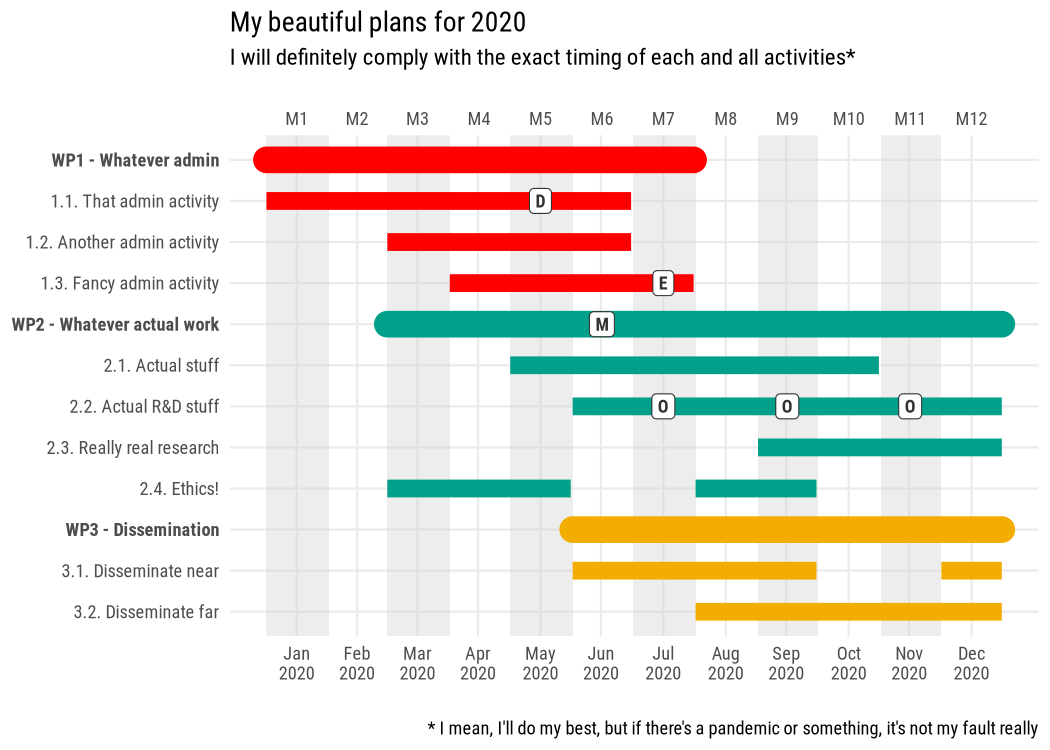 My beautiful plans for 2020
I will definitely comply with the exact timing of each and all activities*
M1 M2 M3 M4 M5 M6 M7 M8 M9 M10 M11 M12
WP1 - Whatever admin
1.1. That admin activity D
1.2. Another admin activity
1.3. Fancy admin activity E
WP2 - Whatever actual work M
2.1. Actual stuff
2.2. Actual R&D stuff O O O
2.3. Really real research
2.4. Ethics!
WP3 - Dissemination
3.1. Disseminate near
3.2. Disseminate far
Jan Feb Mar Apr May Jun Jul Aug Sep Oct Nov Dec
2020 2020 2020 2020 2020 2020 2020 2020 2020 2020 2020 2020
* I mean, I'll do my best, but if there's a pandemic or something, it's not my fault really